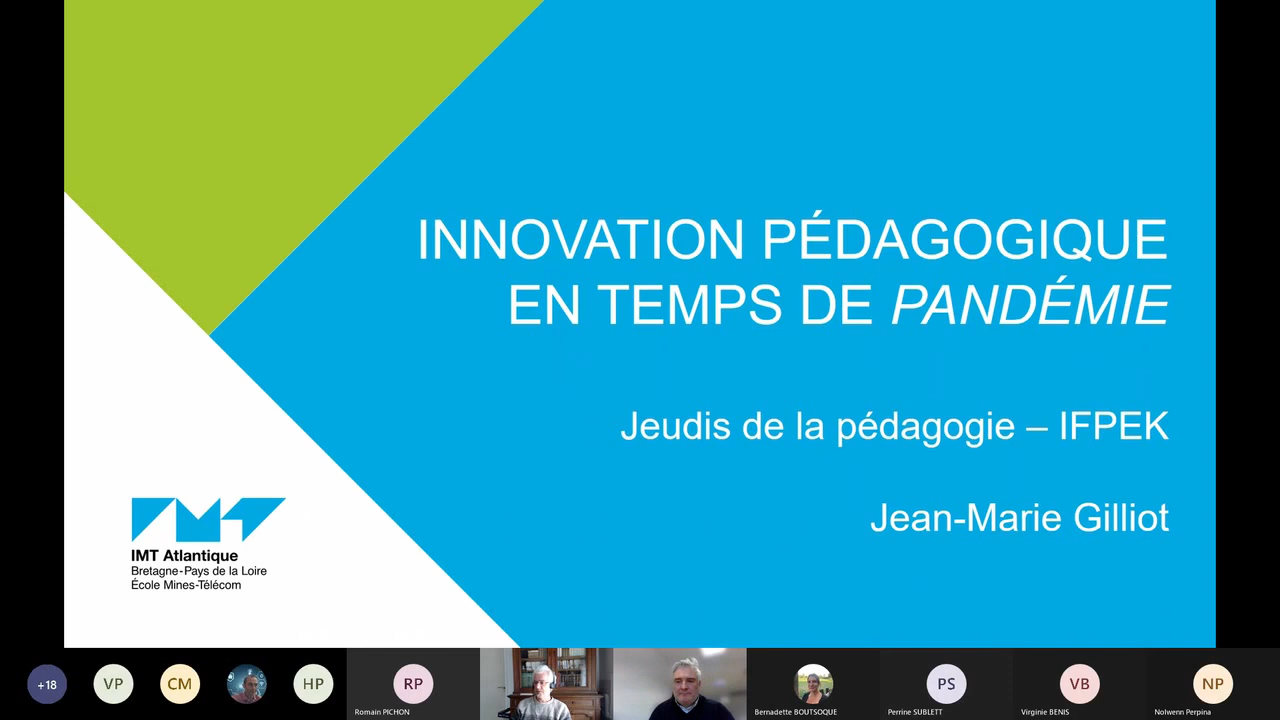 INNOVATION PÉDAGOGIQUE
EN TEMPS DE PANDÉMIE
Jeudis de la pédagogie – IFPEK
Jean-Marie Gilliot
IMT
IMT Atlantique
Bretagne-Pays de la Loire
École Mines-Télécom
+18
VP
CM
HP
RP
Romain PICHON
Bernadette BOUTSOQUE
PS
Perrine SUBLETT
VB
Virginie BENIS
NP
Nolwenn Perpina